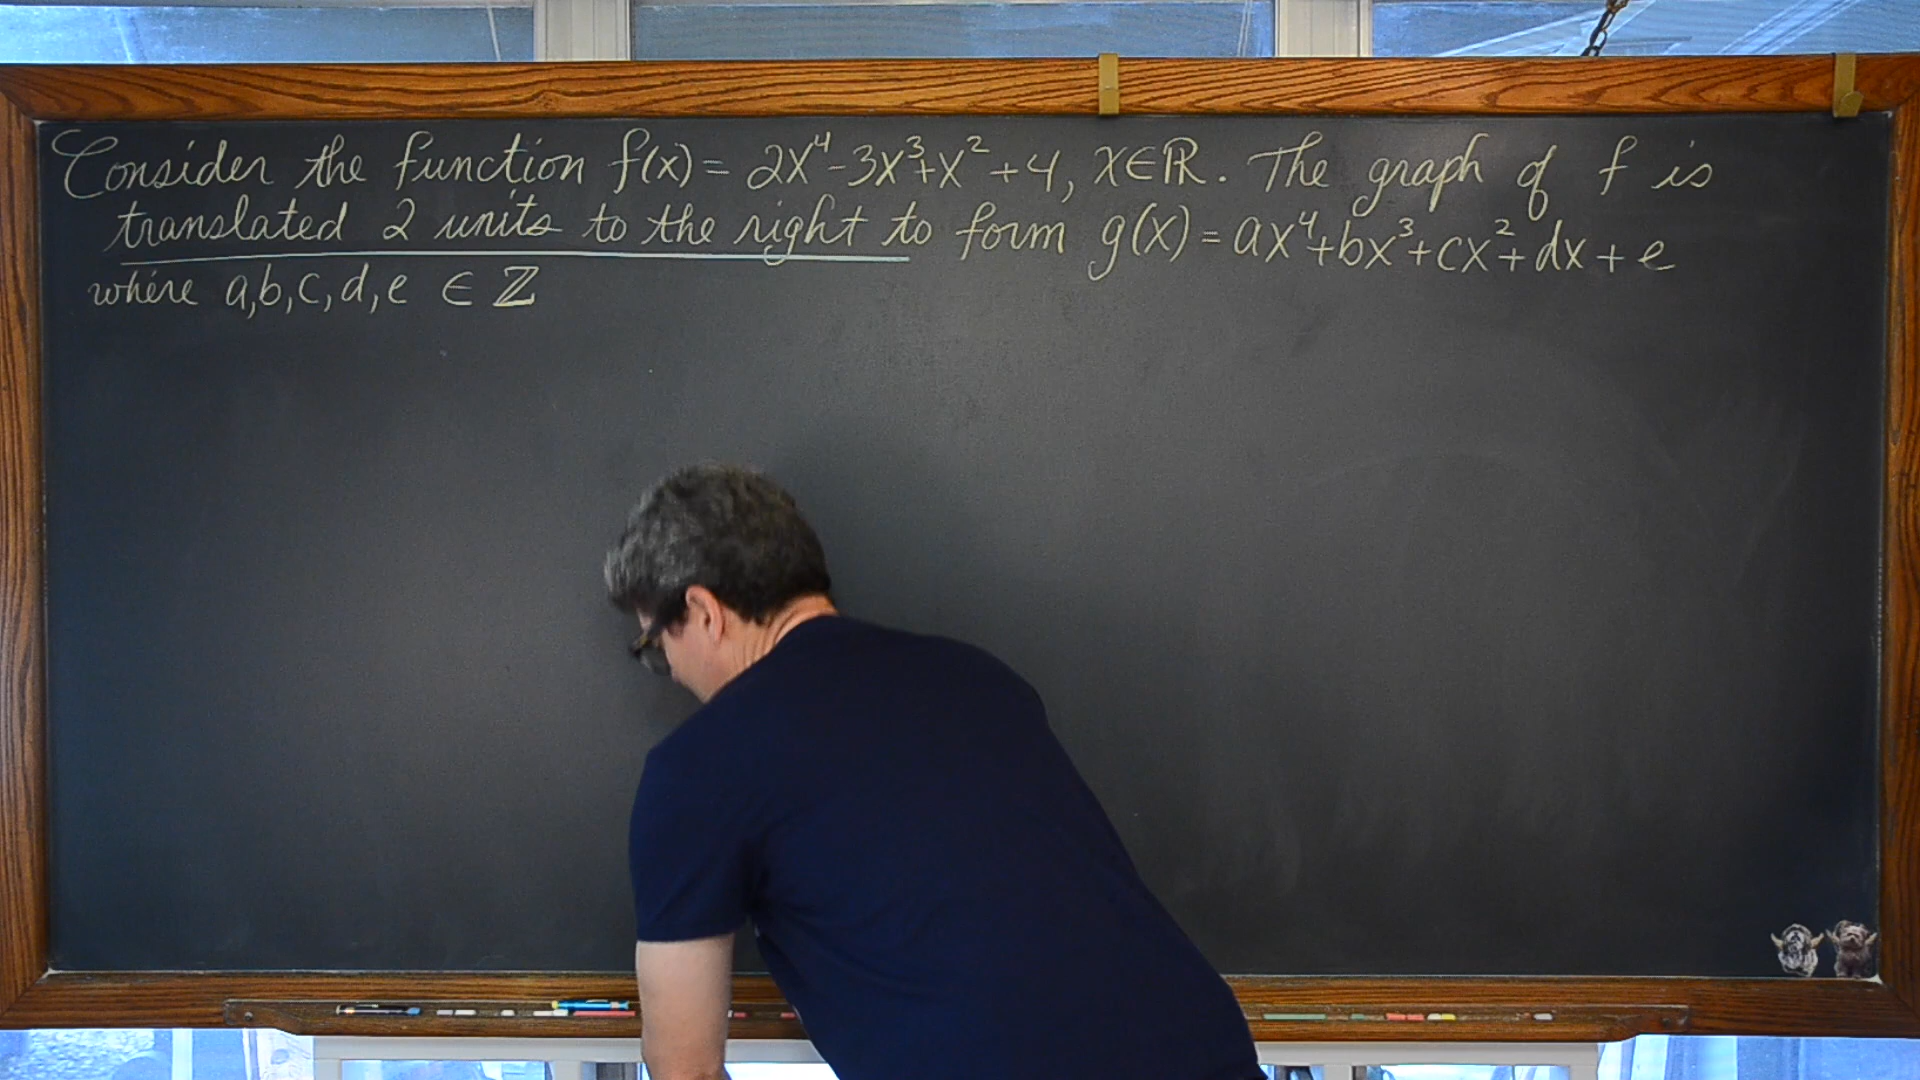 Consider the function f(x) = 2x⁴-3x³+x²+4, x∈ℝ. The graph of f is
translated 2 units to the right to form g(x) = ax⁴+bx³+cx²+dx+e
where a,b,c,d,e ∈ ℤ